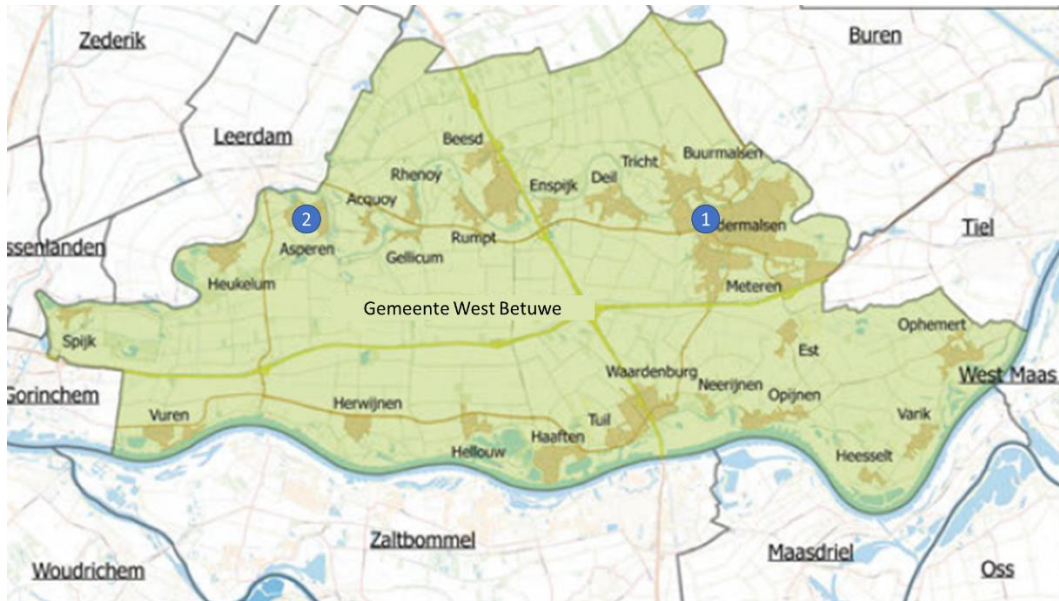 Zederik
Buren
Leerdam
Beesd
Tricht
Buurmalsen
Rhenoy
Enspijk
Deil
Acquoy
2
1
dermalsen
Rumpt
Asperen
Gellicum
Tiel
ssenlanden
Heukelum
Meteren
Gemeente West Betuwe
Spijk
Ophemert
Est
Waardenburg
Neerijnen
Opijnen
West Maas
Gorinchem
Vuren
Herwijnen
Tuil
Varik
Haaften
Hellouw
Heesselt
Zaltbommel
Maasdriel
Woudrichem
Oss